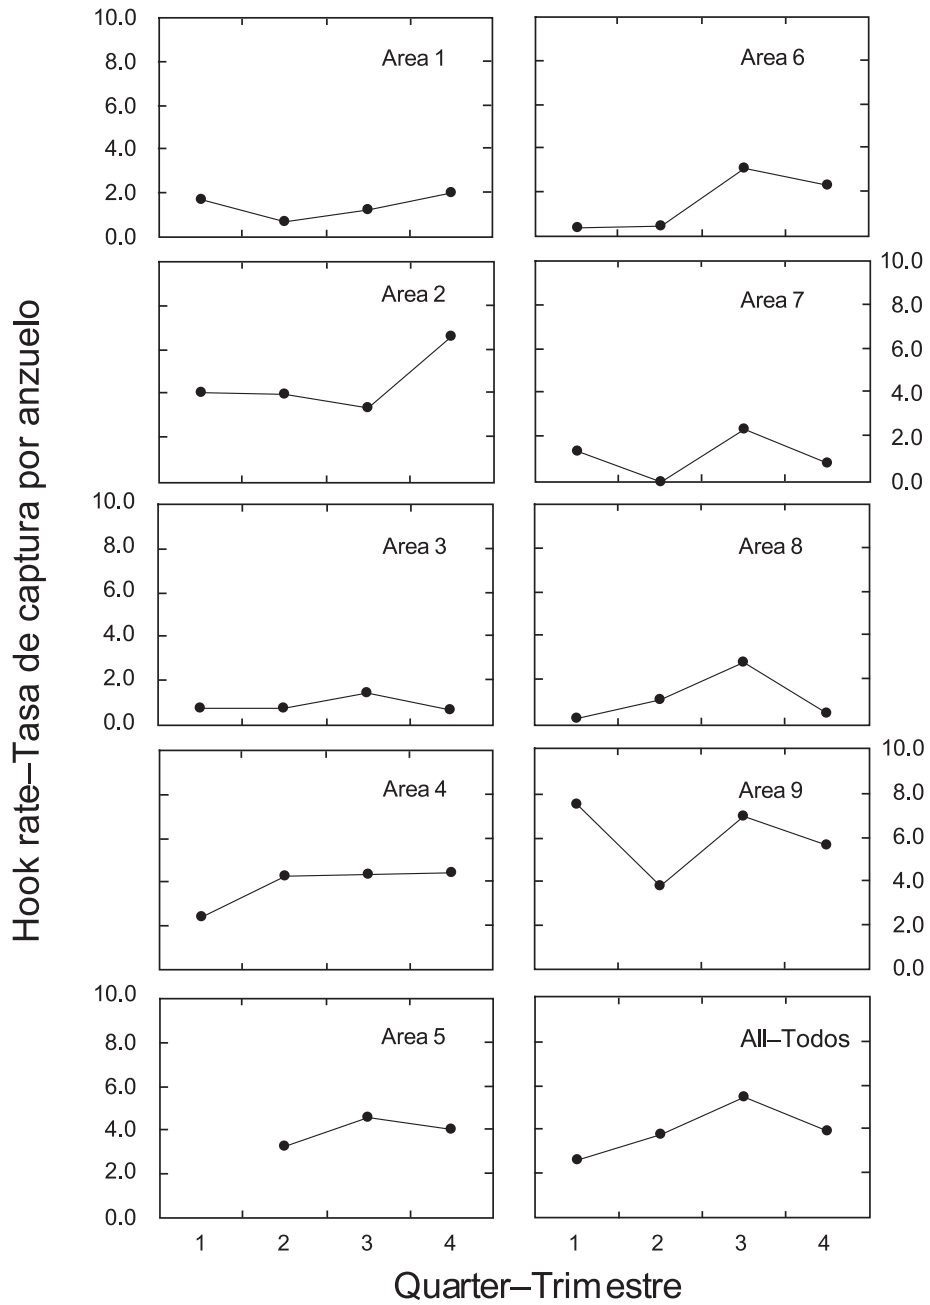 Hook rate–Tasa de captura por anzuelo
10.0
8.0
6.0
4.0
2.0
0.0
Area 1
Area 6
Area 2
Area 7
10.0
8.0
6.0
4.0
2.0
0.0
10.0
8.0
6.0
4.0
2.0
0.0
Area 3
Area 8
Area 4
Area 9
10.0
8.0
6.0
4.0
2.0
0.0
10.0
8.0
6.0
4.0
2.0
0.0
Area 5
All–Todos
1 2 3 4 1 2 3 4
Quarter–Trimestre